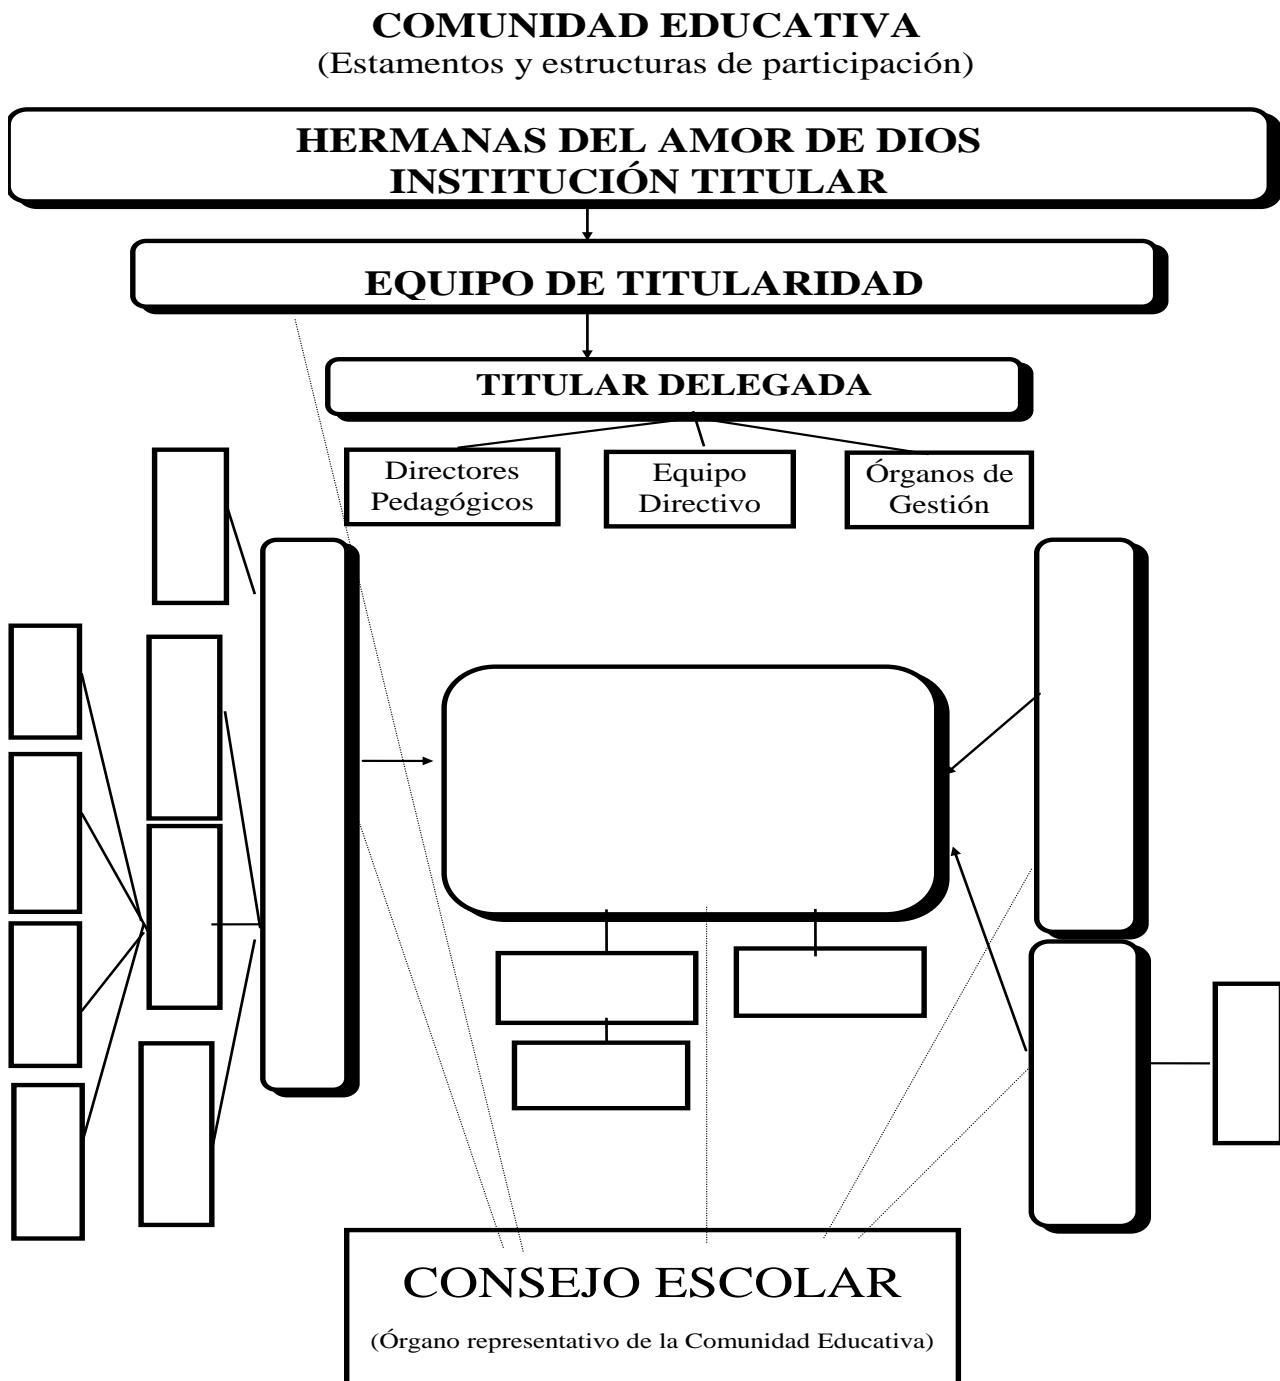 COMUNIDAD EDUCATIVA
(Estamentos y estructuras de participación)
HERMANAS DEL AMOR DE DIOS
INSTITUCIÓN TITULAR
EQUIPO DE TITULARIDAD
TITULAR DELEGADA
Directores
Pedagógicos
Equipo
Directivo
Órganos de
Gestión
CONSEJO ESCOLAR
(Órgano representativo de la Comunidad Educativa)